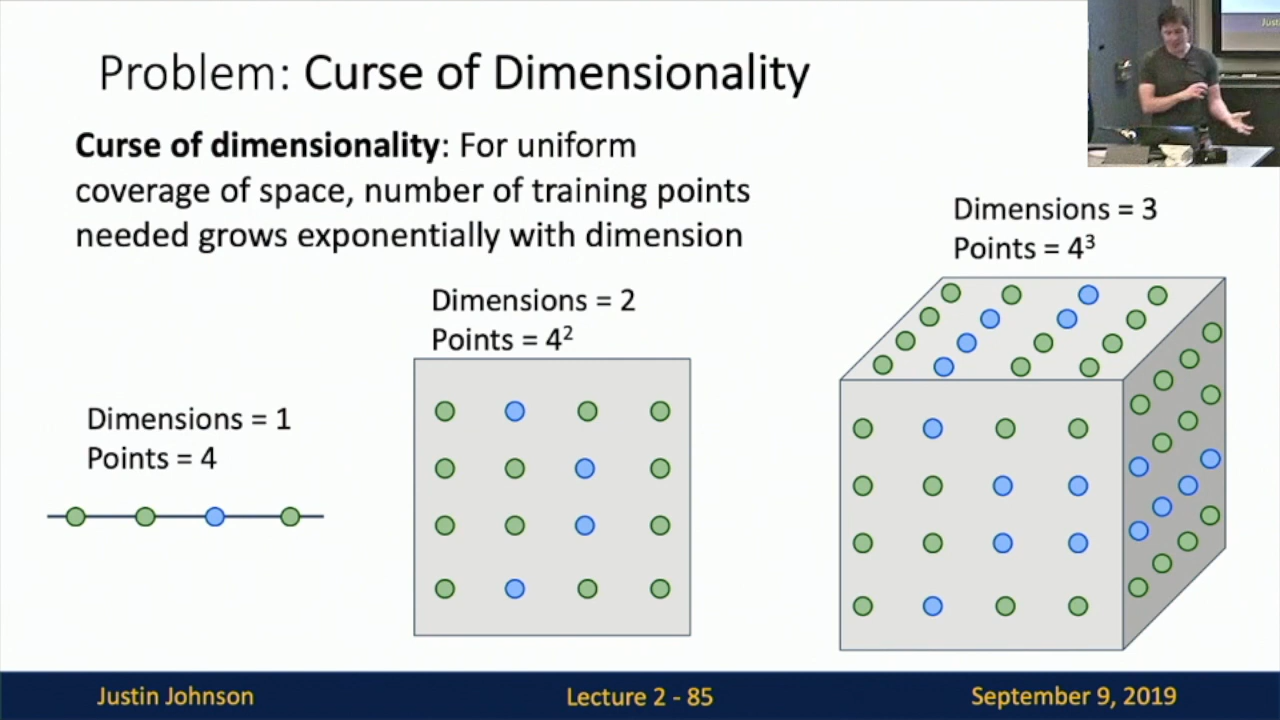 Problem: Curse of Dimensionality
Curse of dimensionality: For uniform
coverage of space, number of training points
needed grows exponentially with dimension
Dimensions = 1
Points = 4
Dimensions = 2
Points = 4²
Dimensions = 3
Points = 4³
Justin Johnson
Lecture 2 - 85
September 9, 2019